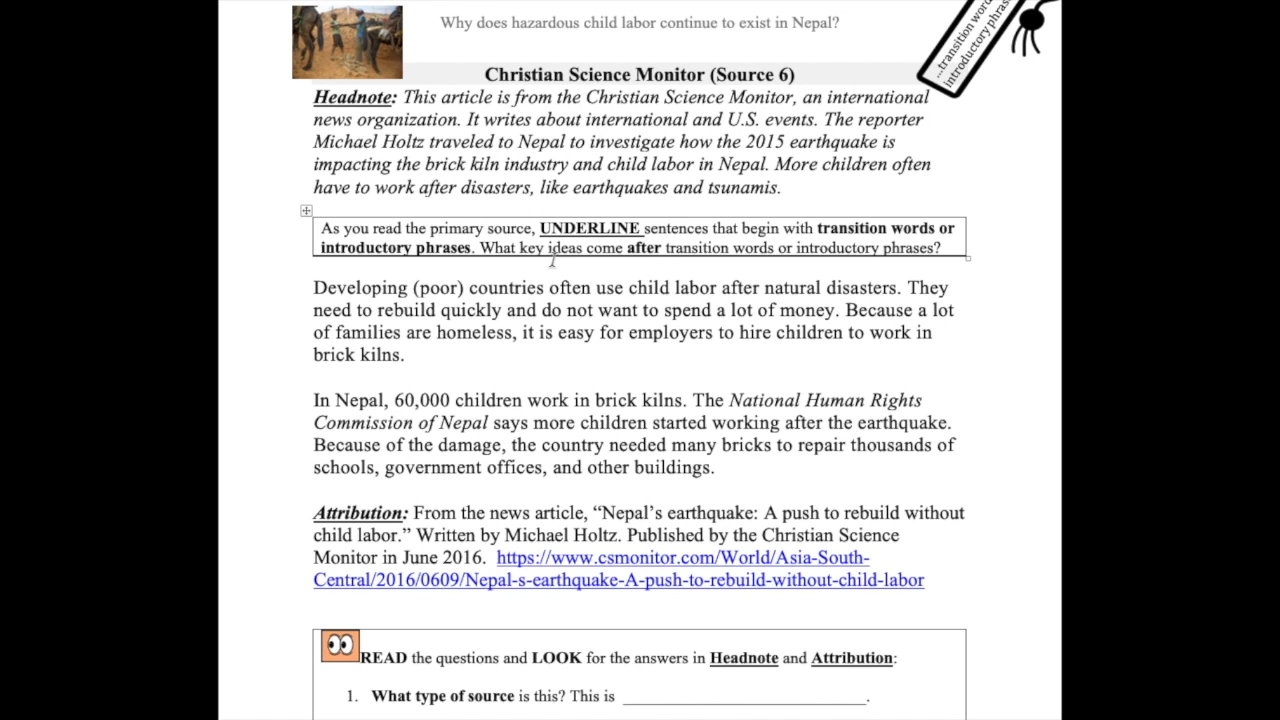 Why does hazardous child labor continue to exist in Nepal?
...transition word
introductory phras
Christian Science Monitor (Source 6)
Headnote: This article is from the Christian Science Monitor, an international
news organization. It writes about international and U.S. events. The reporter
Michael Holtz traveled to Nepal to investigate how the 2015 earthquake is
impacting the brick kiln industry and child labor in Nepal. More children often
have to work after disasters, like earthquakes and tsunamis.
As you read the primary source, UNDERLINE sentences that begin with transition words or
introductory phrases. What key ideas come after transition words or introductory phrases?
Developing (poor) countries often use child labor after natural disasters. They
need to rebuild quickly and do not want to spend a lot of money. Because a lot
of families are homeless, it is easy for employers to hire children to work in
brick kilns.
In Nepal, 60,000 children work in brick kilns. The National Human Rights
Commission of Nepal says more children started working after the earthquake.
Because of the damage, the country needed many bricks to repair thousands of
schools, government offices, and other buildings.
Attribution: From the news article, “Nepal’s earthquake: A push to rebuild without
child labor.” Written by Michael Holtz. Published by the Christian Science
Monitor in June 2016. https://www.csmonitor.com/World/Asia-South-
Central/2016/0609/Nepal-s-earthquake-A-push-to-rebuild-without-child-labor
READ the questions and LOOK for the answers in Headnote and Attribution:
1. What type of source is this? This is ________________________.